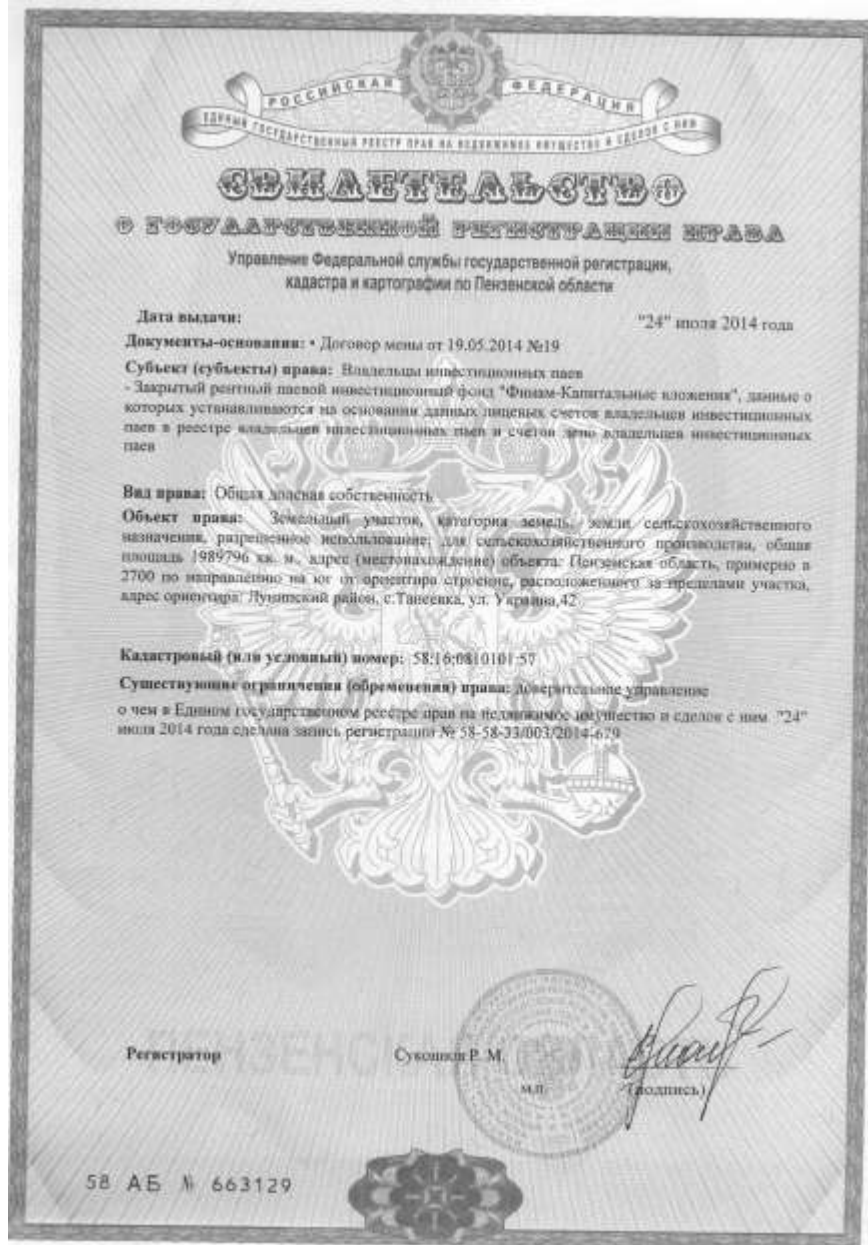 РОССИЙСКАЯ ФЕДЕРАЦИЯ
ЕДИНЫЙ ГОСУДАРСТВЕННЫЙ РЕЕСТР ПРАВ НА НЕДВИЖИМОЕ ИМУЩЕСТВО И СДЕЛОК С НИМ
СВИДЕТЕЛЬСТВО
О ГОСУДАРСТВЕННОЙ РЕГИСТРАЦИИ ПРАВА
Управление Федеральной службы государственной регистрации,
кадастра и картографии по Пензенской области
Дата выдачи: "24" июля 2014 года
Документы-основания: • Договор мены от 19.05.2014 №19
Субъект (субъекты) права: Владельцы инвестиционных паев
- Закрытый рентный паевой инвестиционный фонд "Финам-Капитальные вложения", данные о
которых устанавливаются на основании данных лицевых счетов владельцев инвестиционных
паев в реестре владельцев инвестиционных паев и счетов депо владельцев инвестиционных
паев
Вид права: Общая долевая собственность
Объект права: Земельный участок, категория земель: земли сельскохозяйственного
назначения, разрешенное использование: для сельскохозяйственного производства, общая
площадь 1989796 кв. м., адрес (местонахождение) объекта: Пензенская область, примерно в
2700 по направлению на юг от ориентира строение, расположенного за пределами участка,
адрес ориентира: Лунинский район, с.Танеевка, ул. Украина,42
Кадастровый (или условный) номер: 58:16:0810101:57
Существующие ограничения (обременения) права: доверительное управление
о чем в Едином государственном реестре прав на недвижимое имущество и сделок с ним "24"
июля 2014 года сделана запись регистрации № 58-58-33/003/2014-679
Регистратор Р. М.
м.п. (подпись)
58 АБ № 663129